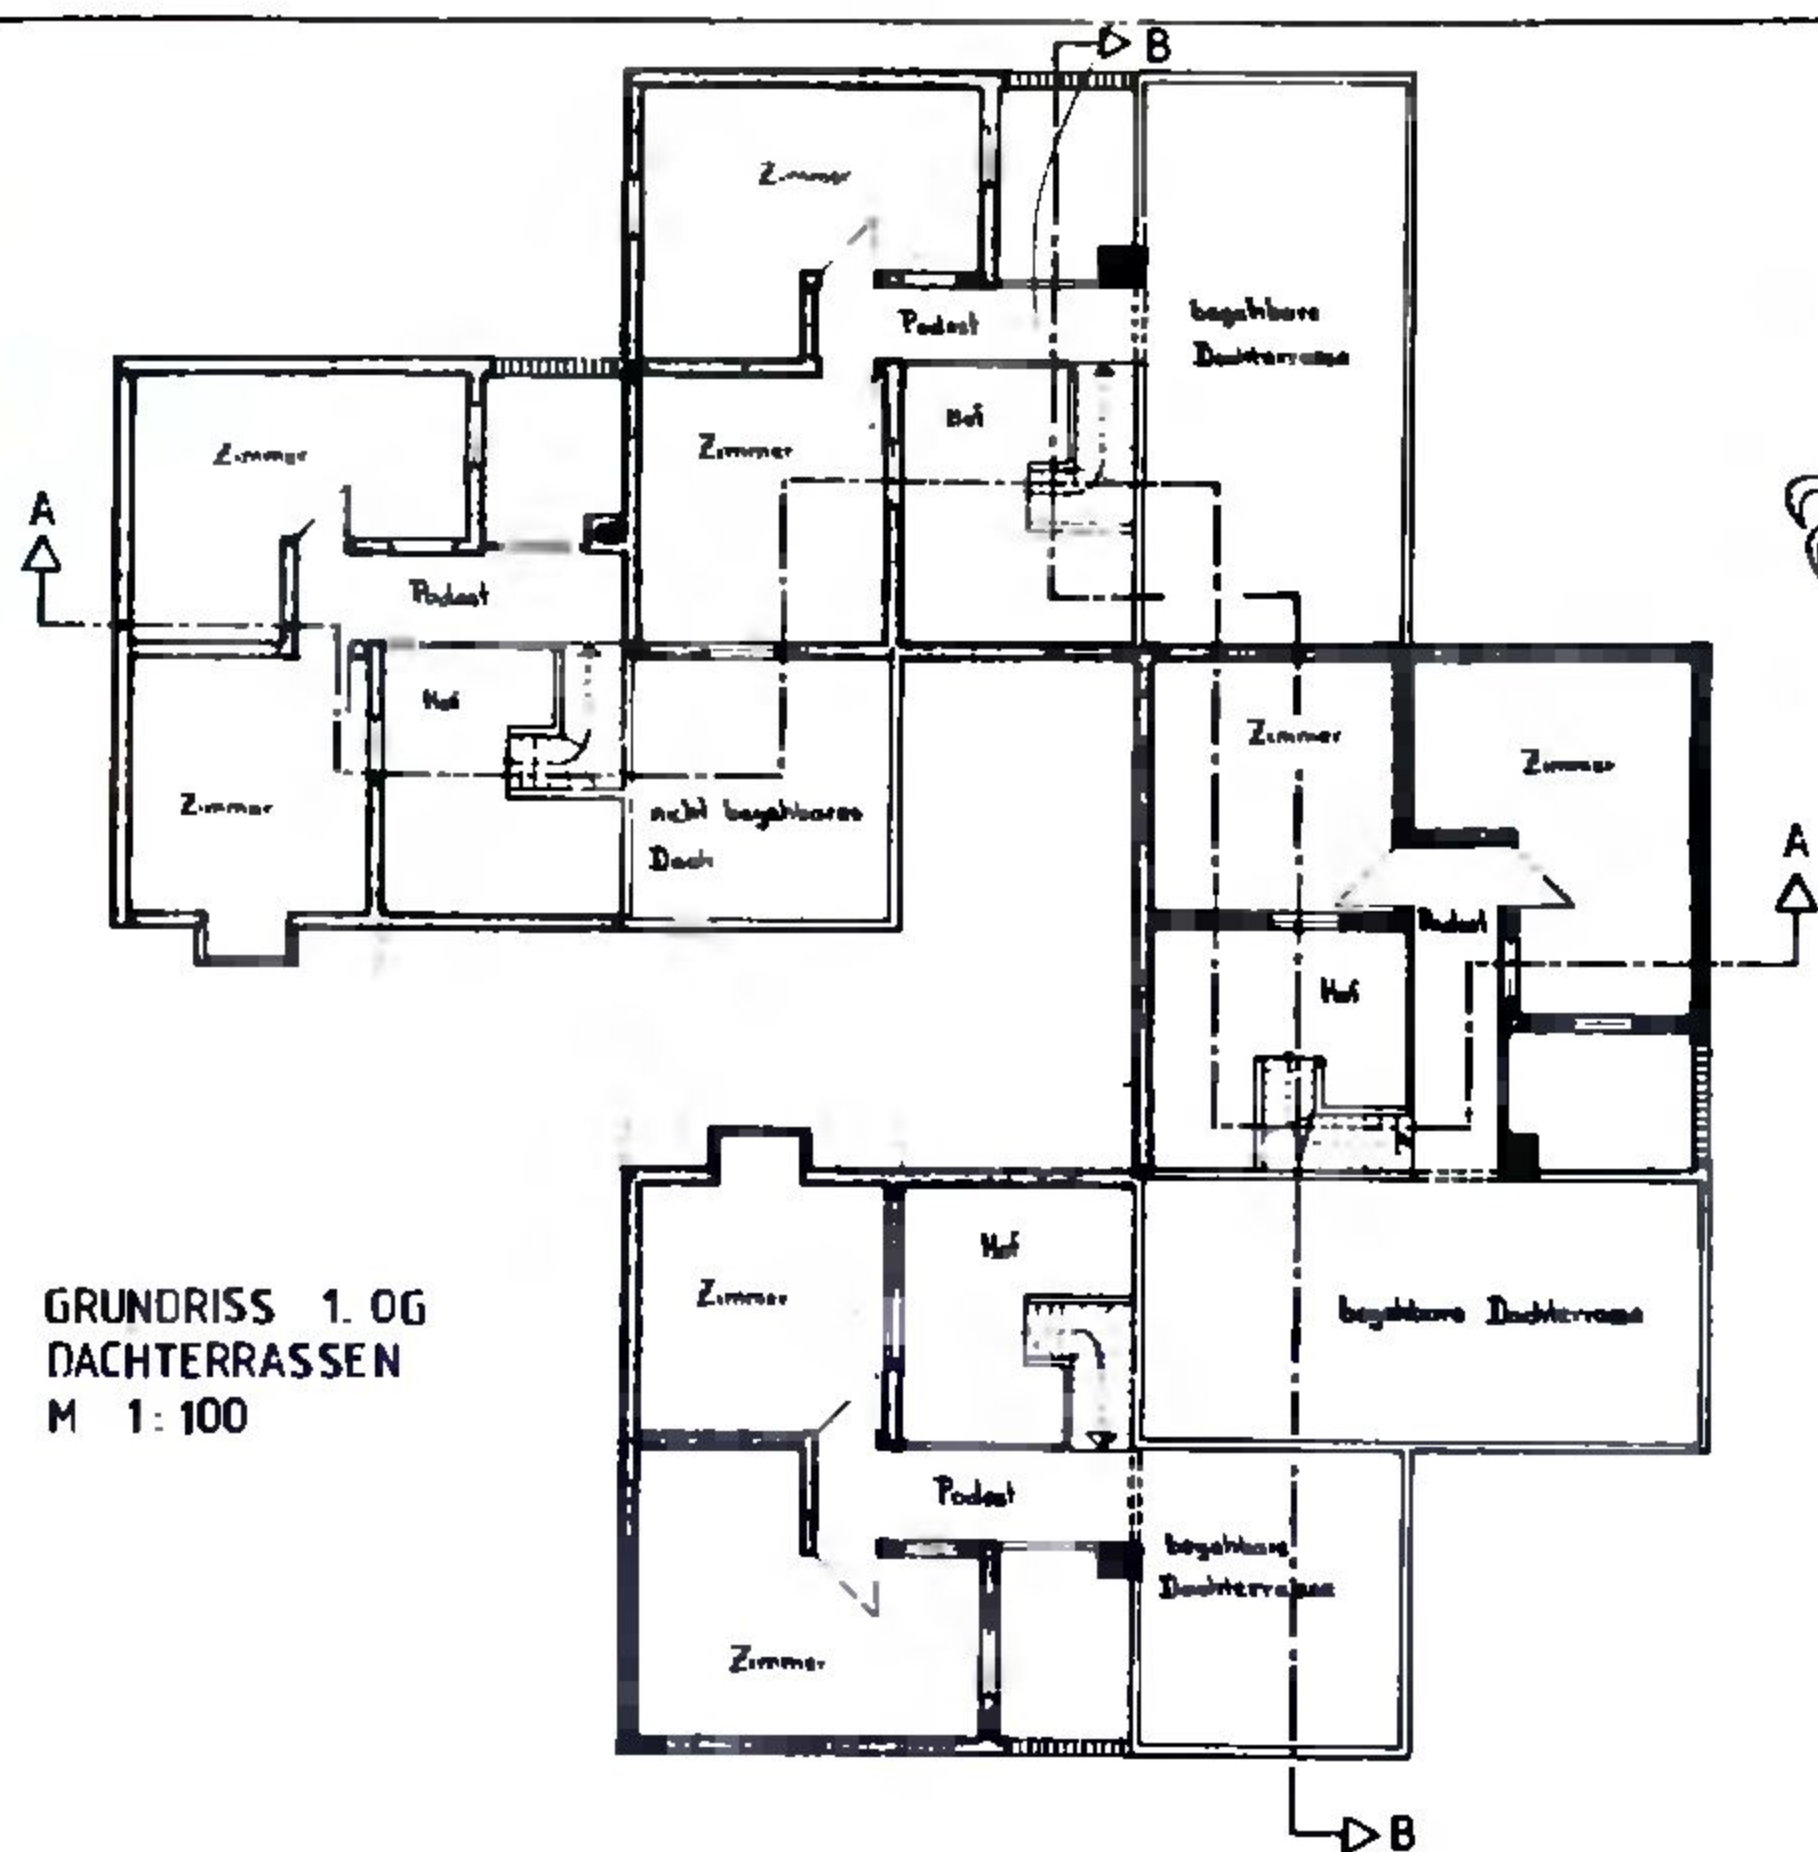 B
Zimmer
Podest
begehbare
Dachterrasse
Hof
Zimmer
Zimmer
A
Podest
Hof
Zimmer
nicht begehbares
Dach
Zimmer
Zimmer
A
Podest
Hof
Hof
Zimmer
begehbare Dachterrasse
GRUNDRISS 1. OG
DACHTERRASSEN
M 1:100
Podest
begehbare
Dachterrasse
Zimmer
B